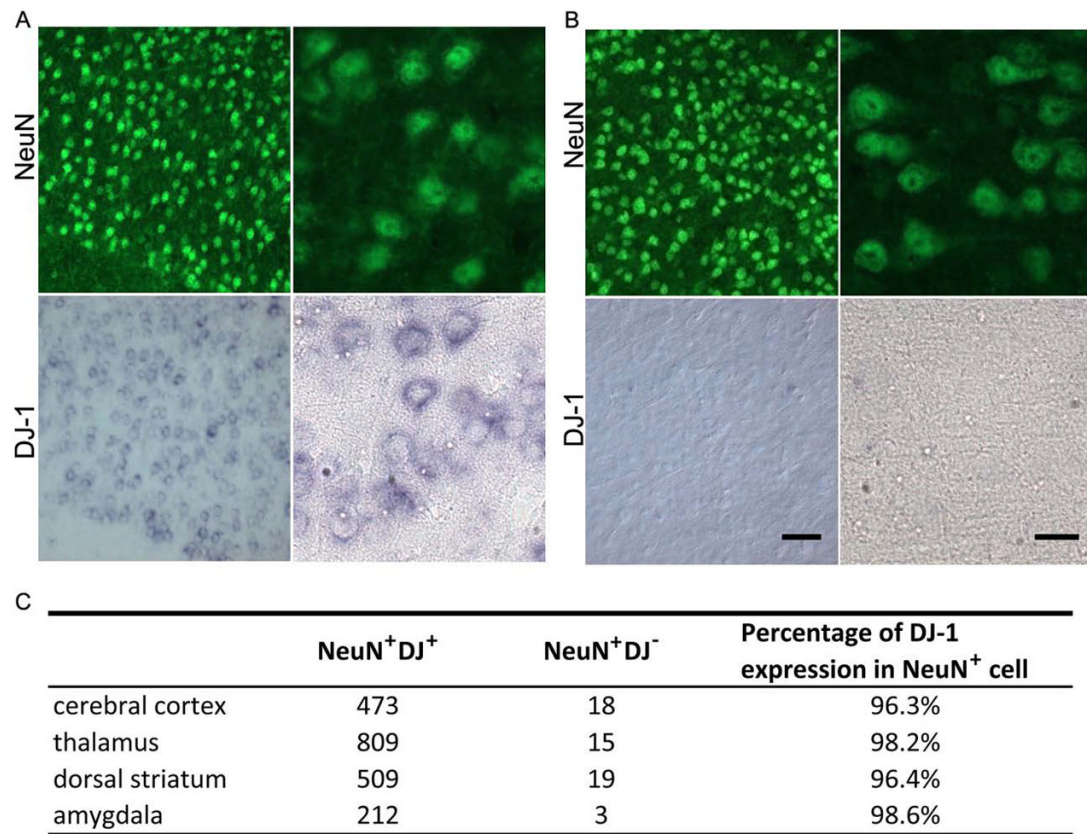 A
B
NeuN
NeuN
DJ-1
DJ-1
C
NeuN⁺DJ⁺ NeuN⁺DJ⁻ Percentage of DJ-1
expression in NeuN⁺ cell
cerebral cortex 473 18 96.3%
thalamus 809 15 98.2%
dorsal striatum 509 19 96.4%
amygdala 212 3 98.6%